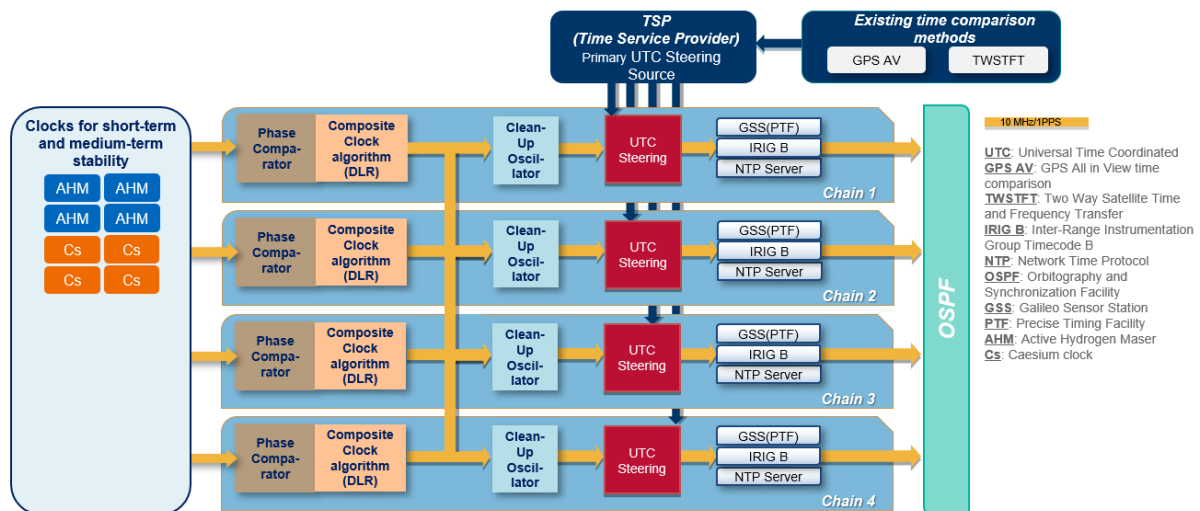 TSP
(Time Service Provider)
Primary UTC Steering
Source
Existing time comparison
methods
GPS AV
TWSTFT
Clocks for short-term
and medium-term
stability
AHM
AHM
AHM
AHM
Cs
Cs
Cs
Cs
Phase
Compa-
rator
Composite
Clock
algorithm
(DLR)
Clean-
Up
Oscil-
lator
UTC
Steering
GSS(PTF)
IRIG B
NTP Server
Chain 1
Phase
Compa-
rator
Composite
Clock
algorithm
(DLR)
Clean-
Up
Oscil-
lator
UTC
Steering
GSS(PTF)
IRIG B
NTP Server
Chain 2
Phase
Compa-
rator
Composite
Clock
algorithm
(DLR)
Clean-
Up
Oscil-
lator
UTC
Steering
GSS(PTF)
IRIG B
NTP Server
Chain 3
Phase
Compa-
rator
Composite
Clock
algorithm
(DLR)
Clean-
Up
Oscil-
lator
UTC
Steering
GSS(PTF)
IRIG B
NTP Server
Chain 4
OSPF
10 MHz/1PPS
UTC: Universal Time Coordinated
GPS AV: GPS All in View time
comparison
TWSTFT: Two Way Satellite Time
and Frequency Transfer
IRIG B: Inter-Range Instrumentation
Group Timecode B
NTP: Network Time Protocol
OSPF: Orbitography and
Synchronization Facility
GSS: Galileo Sensor Station
PTF: Precise Timing Facility
AHM: Active Hydrogen Maser
Cs: Caesium clock